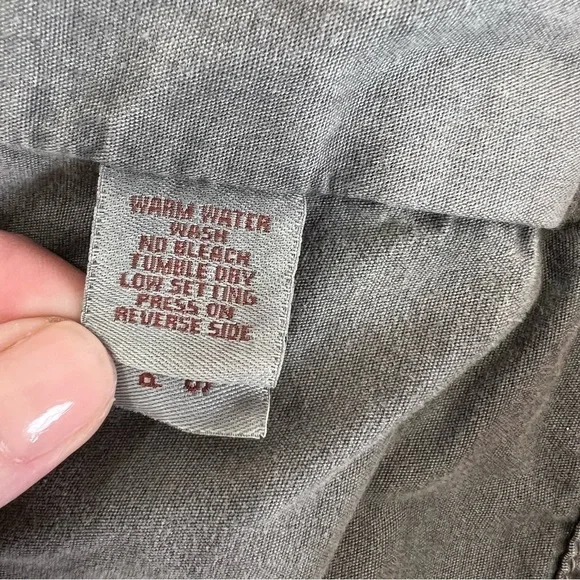 WARM WATER
WASH
NO BLEACH
TUMBLE DRY
LOW SETTING
PRESS ON
REVERSE SIDE